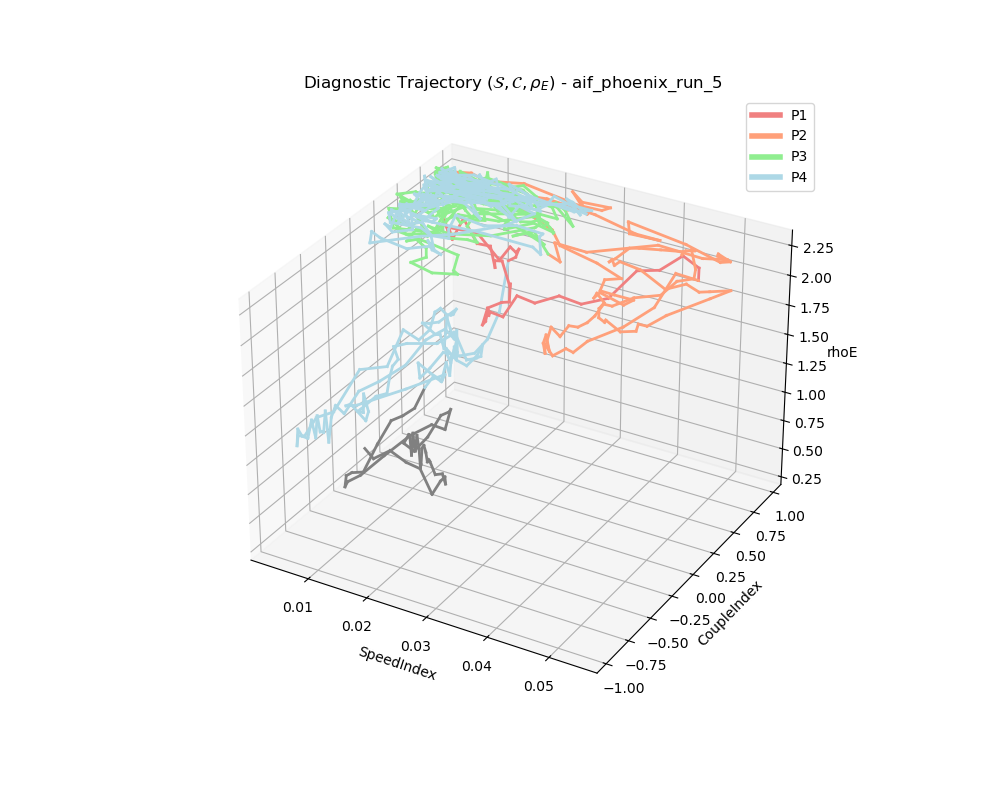 Diagnostic Trajectory (𝒮, 𝒞, ρ_E) - aif_phoenix_run_5
P1
P2
P3
P4
2.25
2.00
1.75
1.50
1.25
1.00
0.75
0.50
0.25
rhoE
1.00
0.75
0.50
0.25
0.00
−0.25
−0.50
−0.75
−1.00
CoupleIndex
0.01
0.02
0.03
0.04
0.05
SpeedIndex